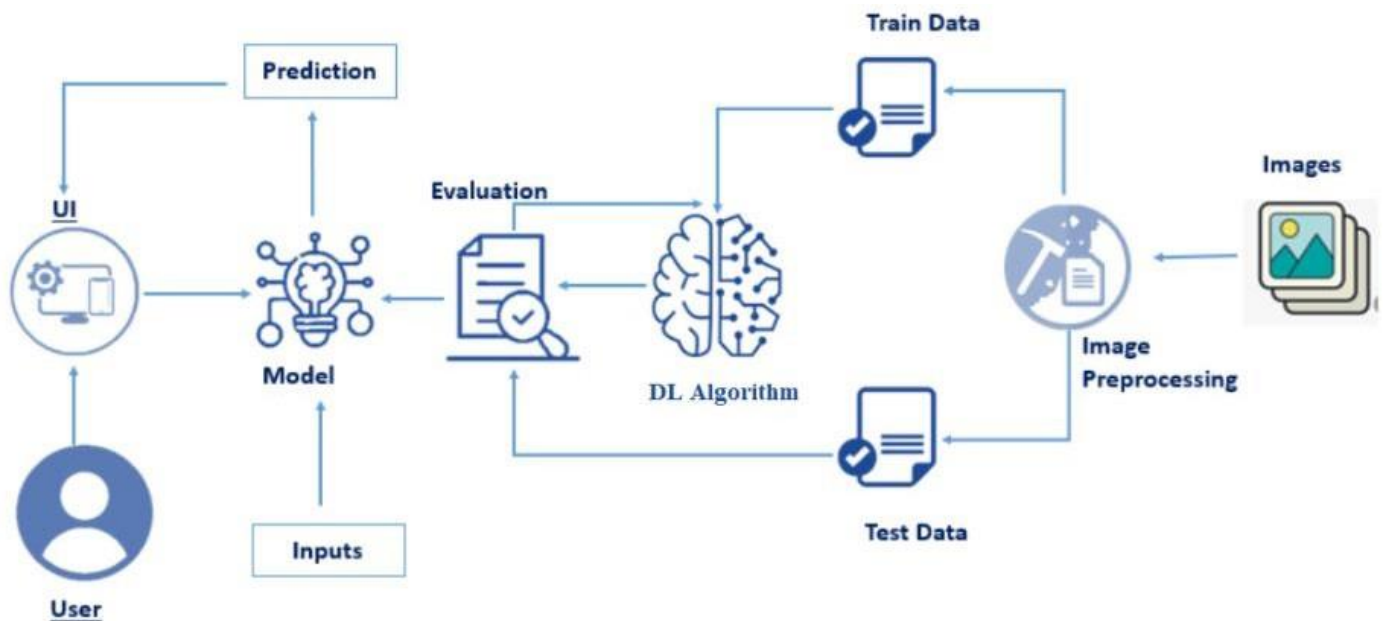 Train Data
Prediction
Images
Evaluation
UI
Image
Preprocessing
Model
DL Algorithm
Test Data
Inputs
User